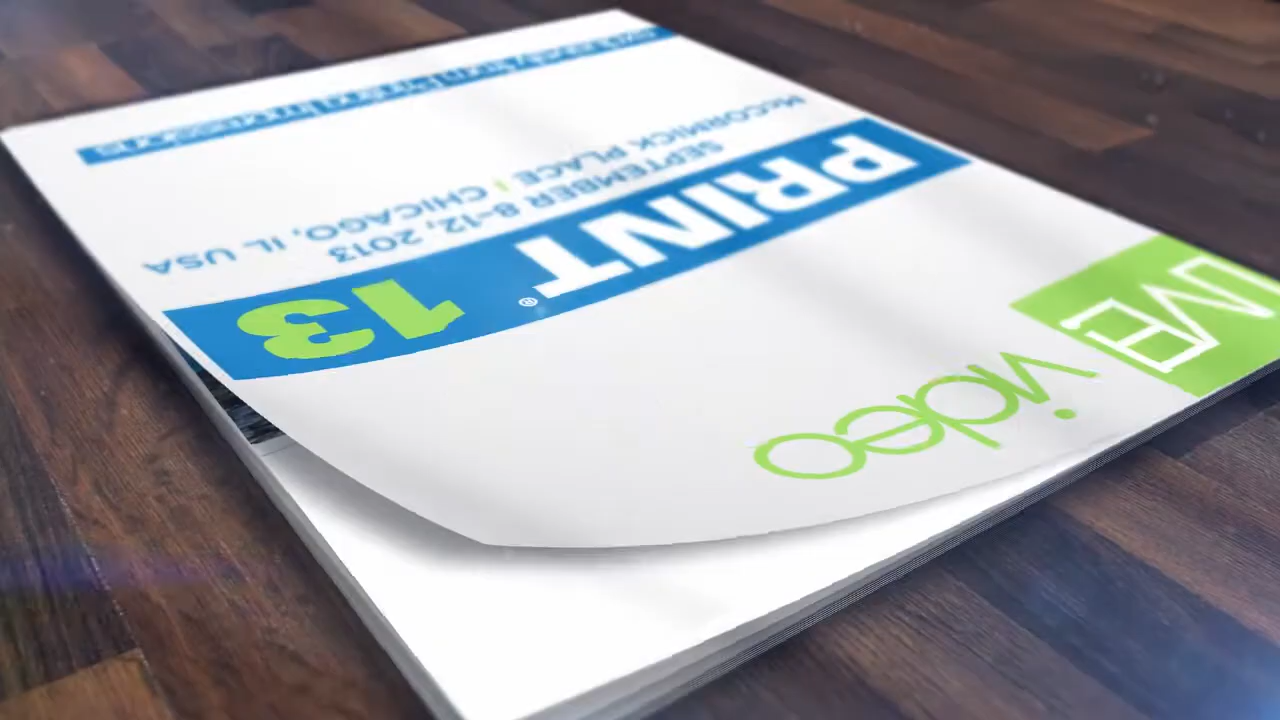 video
PRINT® 13
SEPTEMBER 8-12, 2013
McCORMICK PLACE | CHICAGO, IL USA